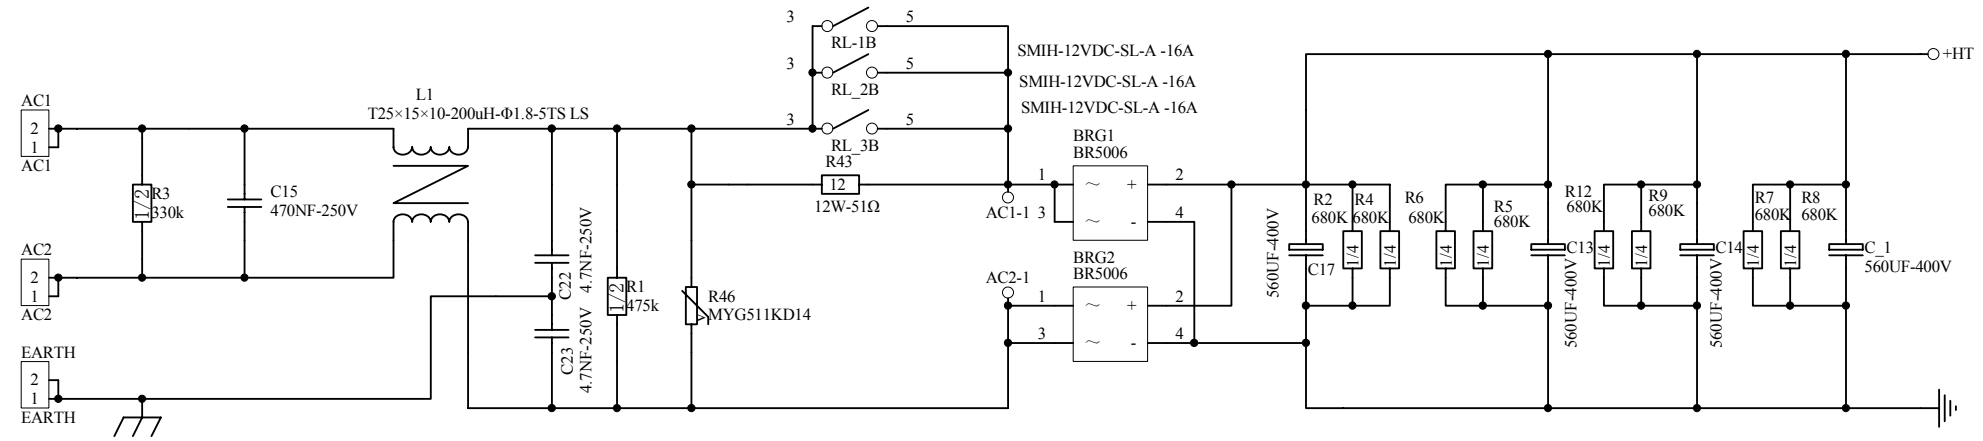 AC1
2
1
AC1
R3
330k
1/2
C15
470NF-250V
AC2
2
1
AC2
EARTH
2
1
EARTH
L1
T25×15×10-200uH-Φ1.8-5TS LS
C22
4.7NF-250V
C23
4.7NF-250V
R1
475k
1/2
R46
MYG511KD14
3
5
RL-1B
3
5
RL_2B
3
5
RL_3B
SMIH-12VDC-SL-A -16A
SMIH-12VDC-SL-A -16A
SMIH-12VDC-SL-A -16A
R43
12
12W-51Ω
AC1-1
AC2-1
BRG1
BR5006
1
~
+
2
3
~
-
4
BRG2
BR5006
1
~
+
2
3
~
-
4
560UF-400V
C17
R2
680K
1/4
R4
680K
1/4
R6
680K
1/4
R5
680K
1/4
C13
560UF-400V
R12
680K
1/4
R9
680K
1/4
C14
560UF-400V
R7
680K
1/4
R8
680K
1/4
C_1
560UF-400V
+HT